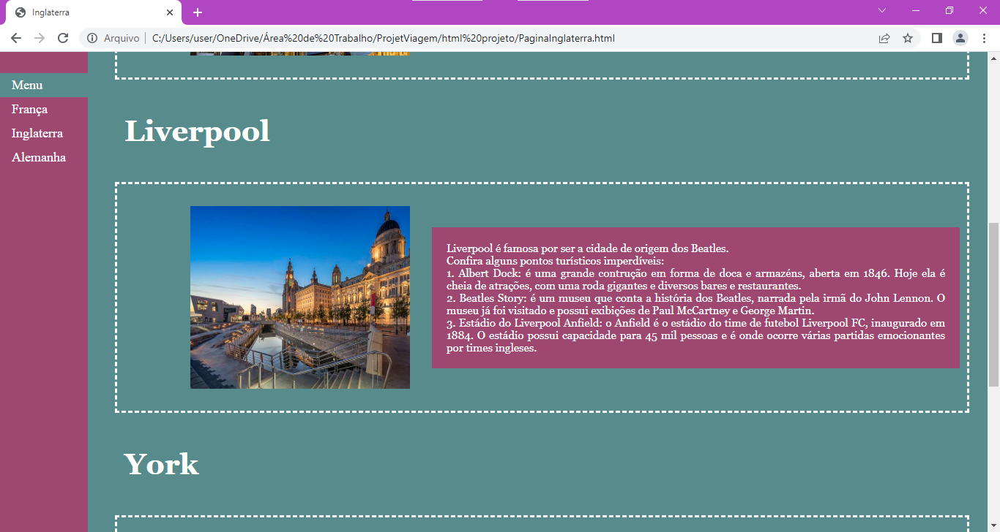 Inglaterra
Arquivo
C:/Users/user/OneDrive/Área%20de%20Trabalho/ProjetViagem/html%20projeto/PaginaInglaterra.html
Menu
França
Inglaterra
Alemanha
Liverpool
Liverpool é famosa por ser a cidade de origem dos Beatles.
Confira alguns pontos turísticos imperdíveis:
1. Albert Dock: é uma grande contrução em forma de doca e armazéns, aberta em 1846. Hoje ela é
cheia de atrações, com uma roda gigantes e diversos bares e restaurantes.
2. Beatles Story: é um museu que conta a história dos Beatles, narrada pela irmã do John Lennon. O
museu já foi visitado e possui exibições de Paul McCartney e George Martin.
3. Estádio do Liverpool Anfield: o Anfield é o estádio do time de futebol Liverpool FC, inaugurado em
1884. O estádio possui capacidade para 45 mil pessoas e é onde ocorre várias partidas emocionantes
por times ingleses.
York